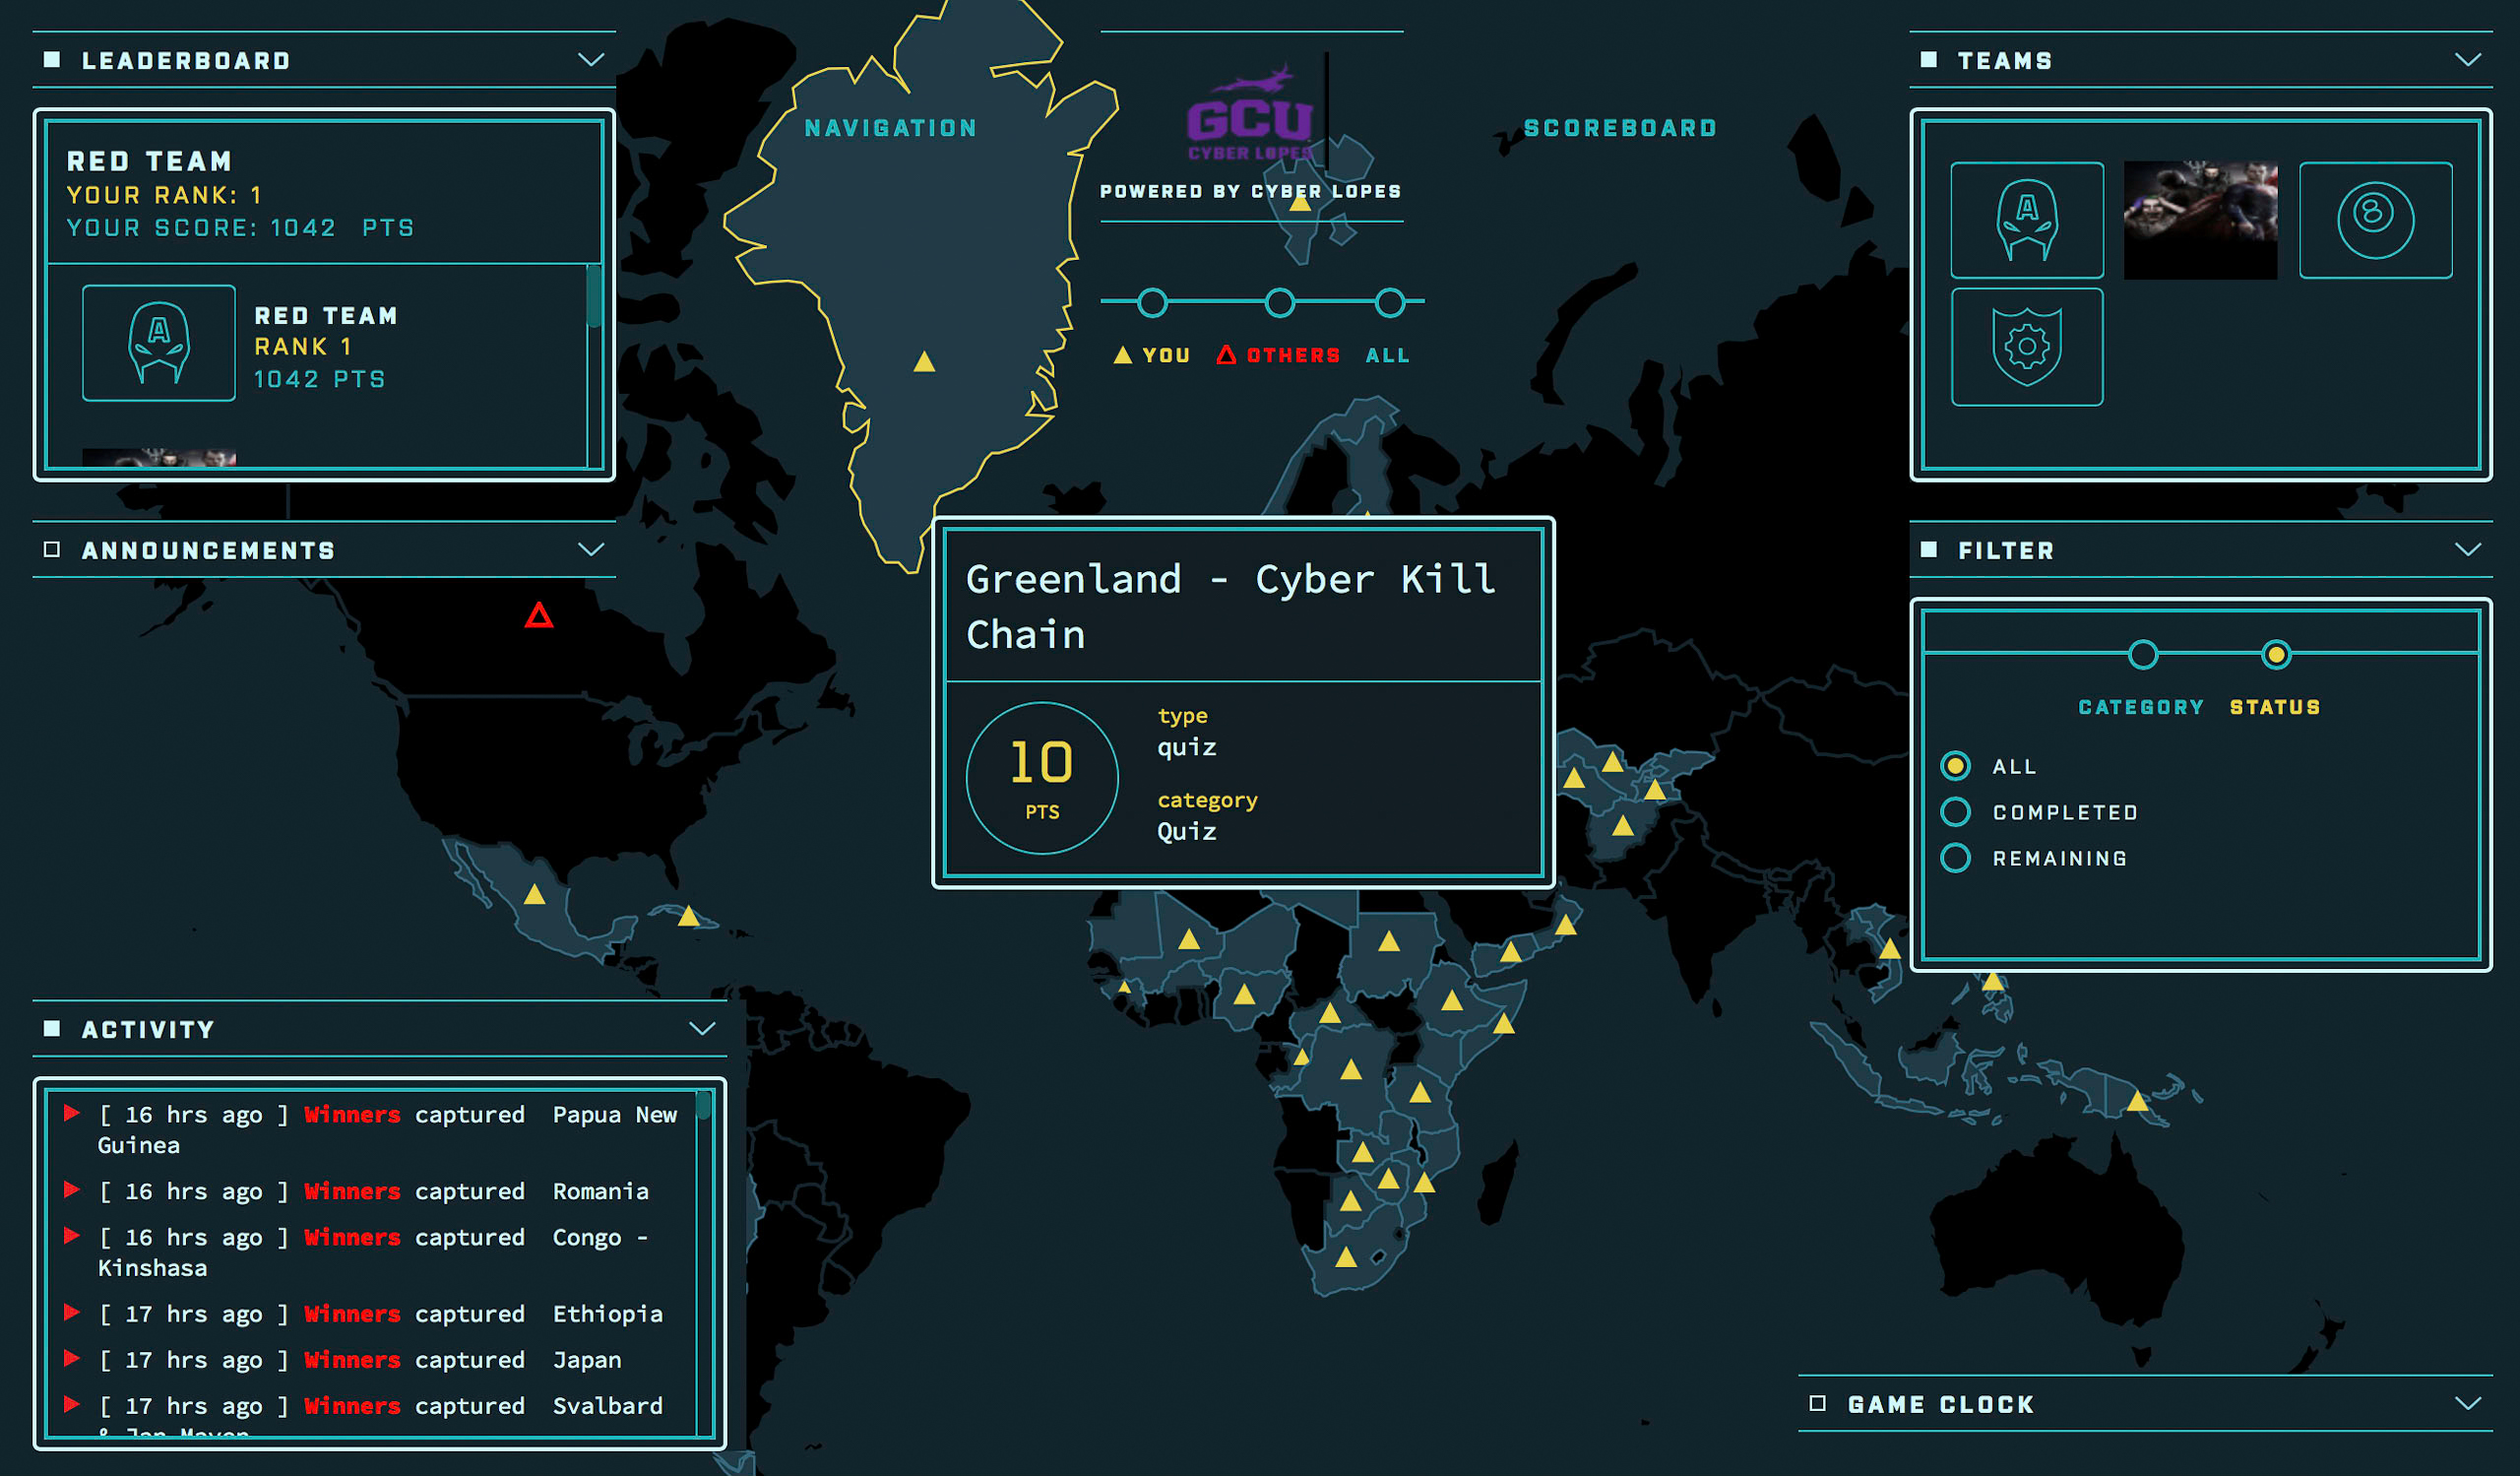 LEADERBOARD
RED TEAM
YOUR RANK: 1
YOUR SCORE: 1042 PTS
A
RED TEAM
RANK 1
1042 PTS
ANNOUNCEMENTS
ACTIVITY
[ 16 hrs ago ] Winners captured Papua New
Guinea
[ 16 hrs ago ] Winners captured Romania
[ 16 hrs ago ] Winners captured Congo -
Kinshasa
[ 17 hrs ago ] Winners captured Ethiopia
[ 17 hrs ago ] Winners captured Japan
[ 17 hrs ago ] Winners captured Svalbard
& Jan Mayen
NAVIGATION
GCU
CYBER LOPES
POWERED BY CYBER LOPES
SCOREBOARD
YOU OTHERS ALL
Greenland - Cyber Kill
Chain
10
PTS
type
quiz
category
Quiz
TEAMS
A
8
FILTER
CATEGORY STATUS
ALL
COMPLETED
REMAINING
GAME CLOCK